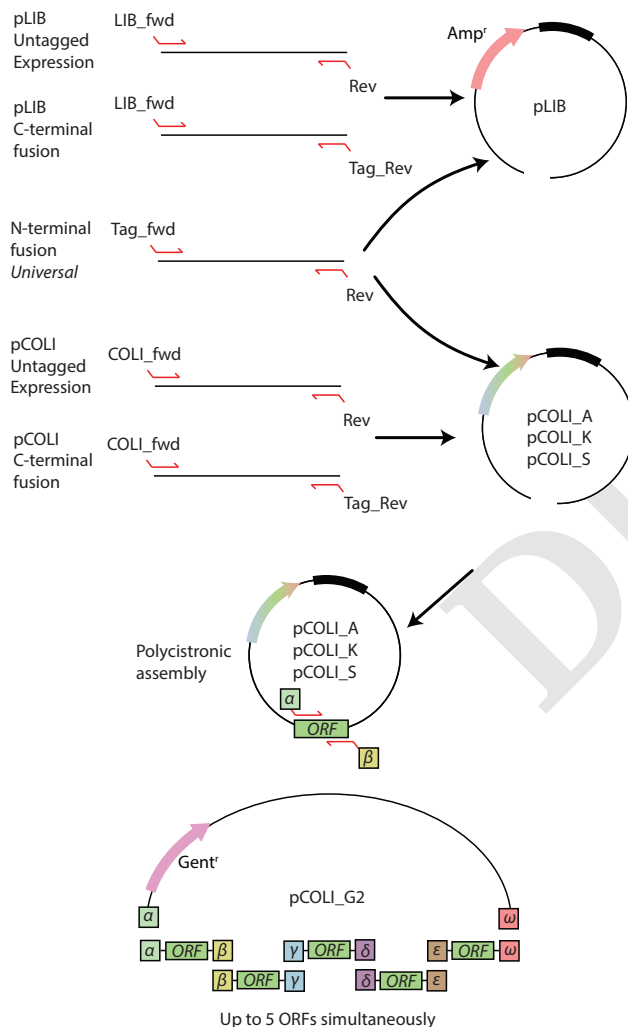 pLIB
Untagged
Expression
LIB_fwd
Rev
Ampʳ
pLIB
pLIB
C-terminal
fusion
LIB_fwd
Tag_Rev
N-terminal
fusion
Universal
Tag_fwd
Rev
pCOLI
Untagged
Expression
COLI_fwd
Rev
pCOLI_A
pCOLI_K
pCOLI_S
pCOLI
C-terminal
fusion
COLI_fwd
Tag_Rev
Polycistronic
assembly
pCOLI_A
pCOLI_K
pCOLI_S
α
ORF
β
Gentʳ
pCOLI_G2
α
ω
α ORF β
γ ORF δ
ε ORF ω
β ORF γ
δ ORF ε
Up to 5 ORFs simultaneously